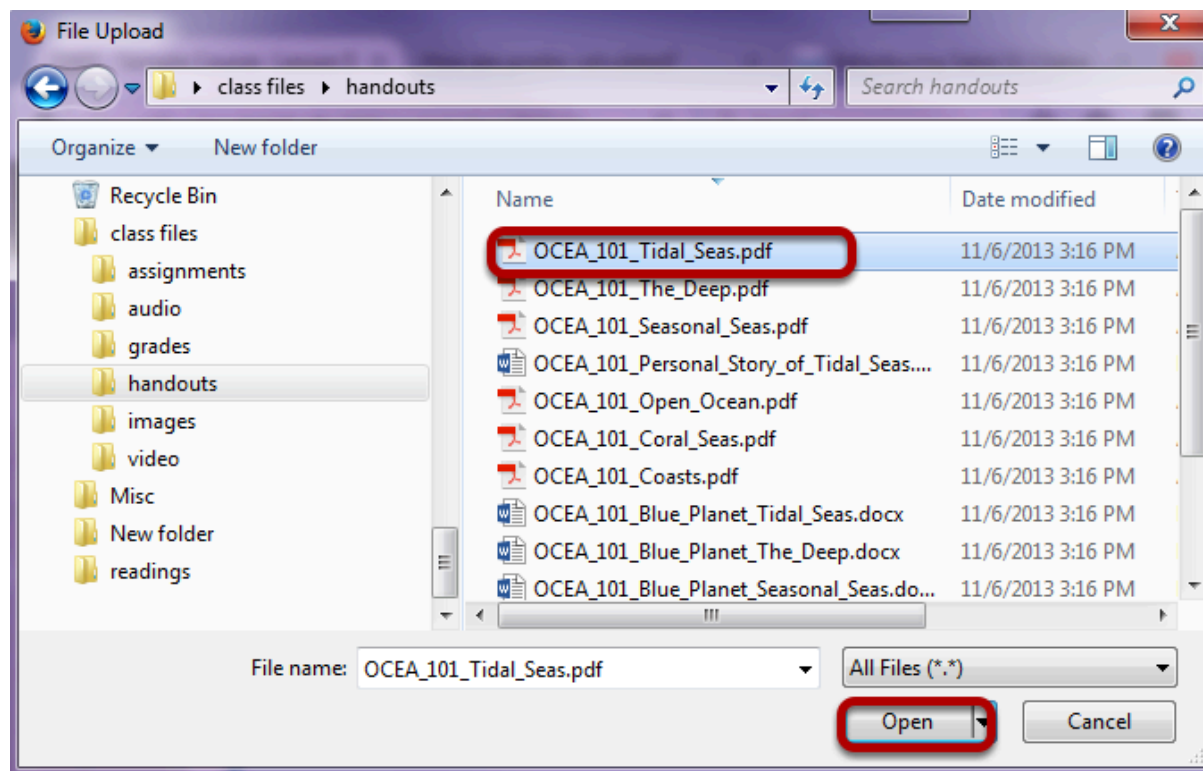 File Upload
class files handouts
Search handouts
Organize New folder
Recycle Bin
class files
assignments
audio
grades
handouts
images
video
Misc
New folder
readings
Name Date modified
OCEA_101_Tidal_Seas.pdf 11/6/2013 3:16 PM
OCEA_101_The_Deep.pdf 11/6/2013 3:16 PM
OCEA_101_Seasonal_Seas.pdf 11/6/2013 3:16 PM
OCEA_101_Personal_Story_of_Tidal_Seas.... 11/6/2013 3:16 PM
OCEA_101_Open_Ocean.pdf 11/6/2013 3:16 PM
OCEA_101_Coral_Seas.pdf 11/6/2013 3:16 PM
OCEA_101_Coasts.pdf 11/6/2013 3:16 PM
OCEA_101_Blue_Planet_Tidal_Seas.docx 11/6/2013 3:16 PM
OCEA_101_Blue_Planet_The_Deep.docx 11/6/2013 3:16 PM
OCEA_101_Blue_Planet_Seasonal_Seas.do... 11/6/2013 3:16 PM
File name: OCEA_101_Tidal_Seas.pdf All Files (*.*)
Open Cancel